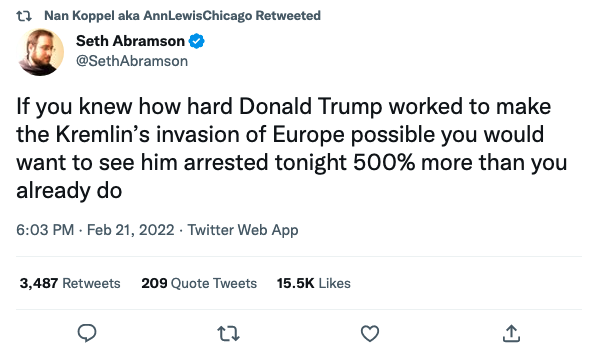 Nan Koppel aka AnnLewisChicago Retweeted
Seth Abramson
@SethAbramson
If you knew how hard Donald Trump worked to make
the Kremlin’s invasion of Europe possible you would
want to see him arrested tonight 500% more than you
already do
6:03 PM · Feb 21, 2022 · Twitter Web App
3,487 Retweets 209 Quote Tweets 15.5K Likes